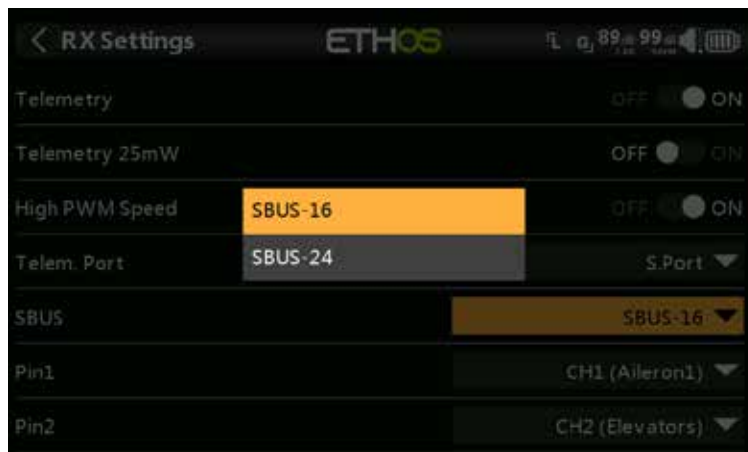 RX Settings
ETHOS
89 99
Telemetry
OFF ON
Telemetry 25mW
OFF ON
High PWM Speed
OFF ON
SBUS-16
SBUS-24
Telem. Port
S.Port
SBUS
SBUS-16
Pin1
CH1 (Aileron1)
Pin2
CH2 (Elevators)